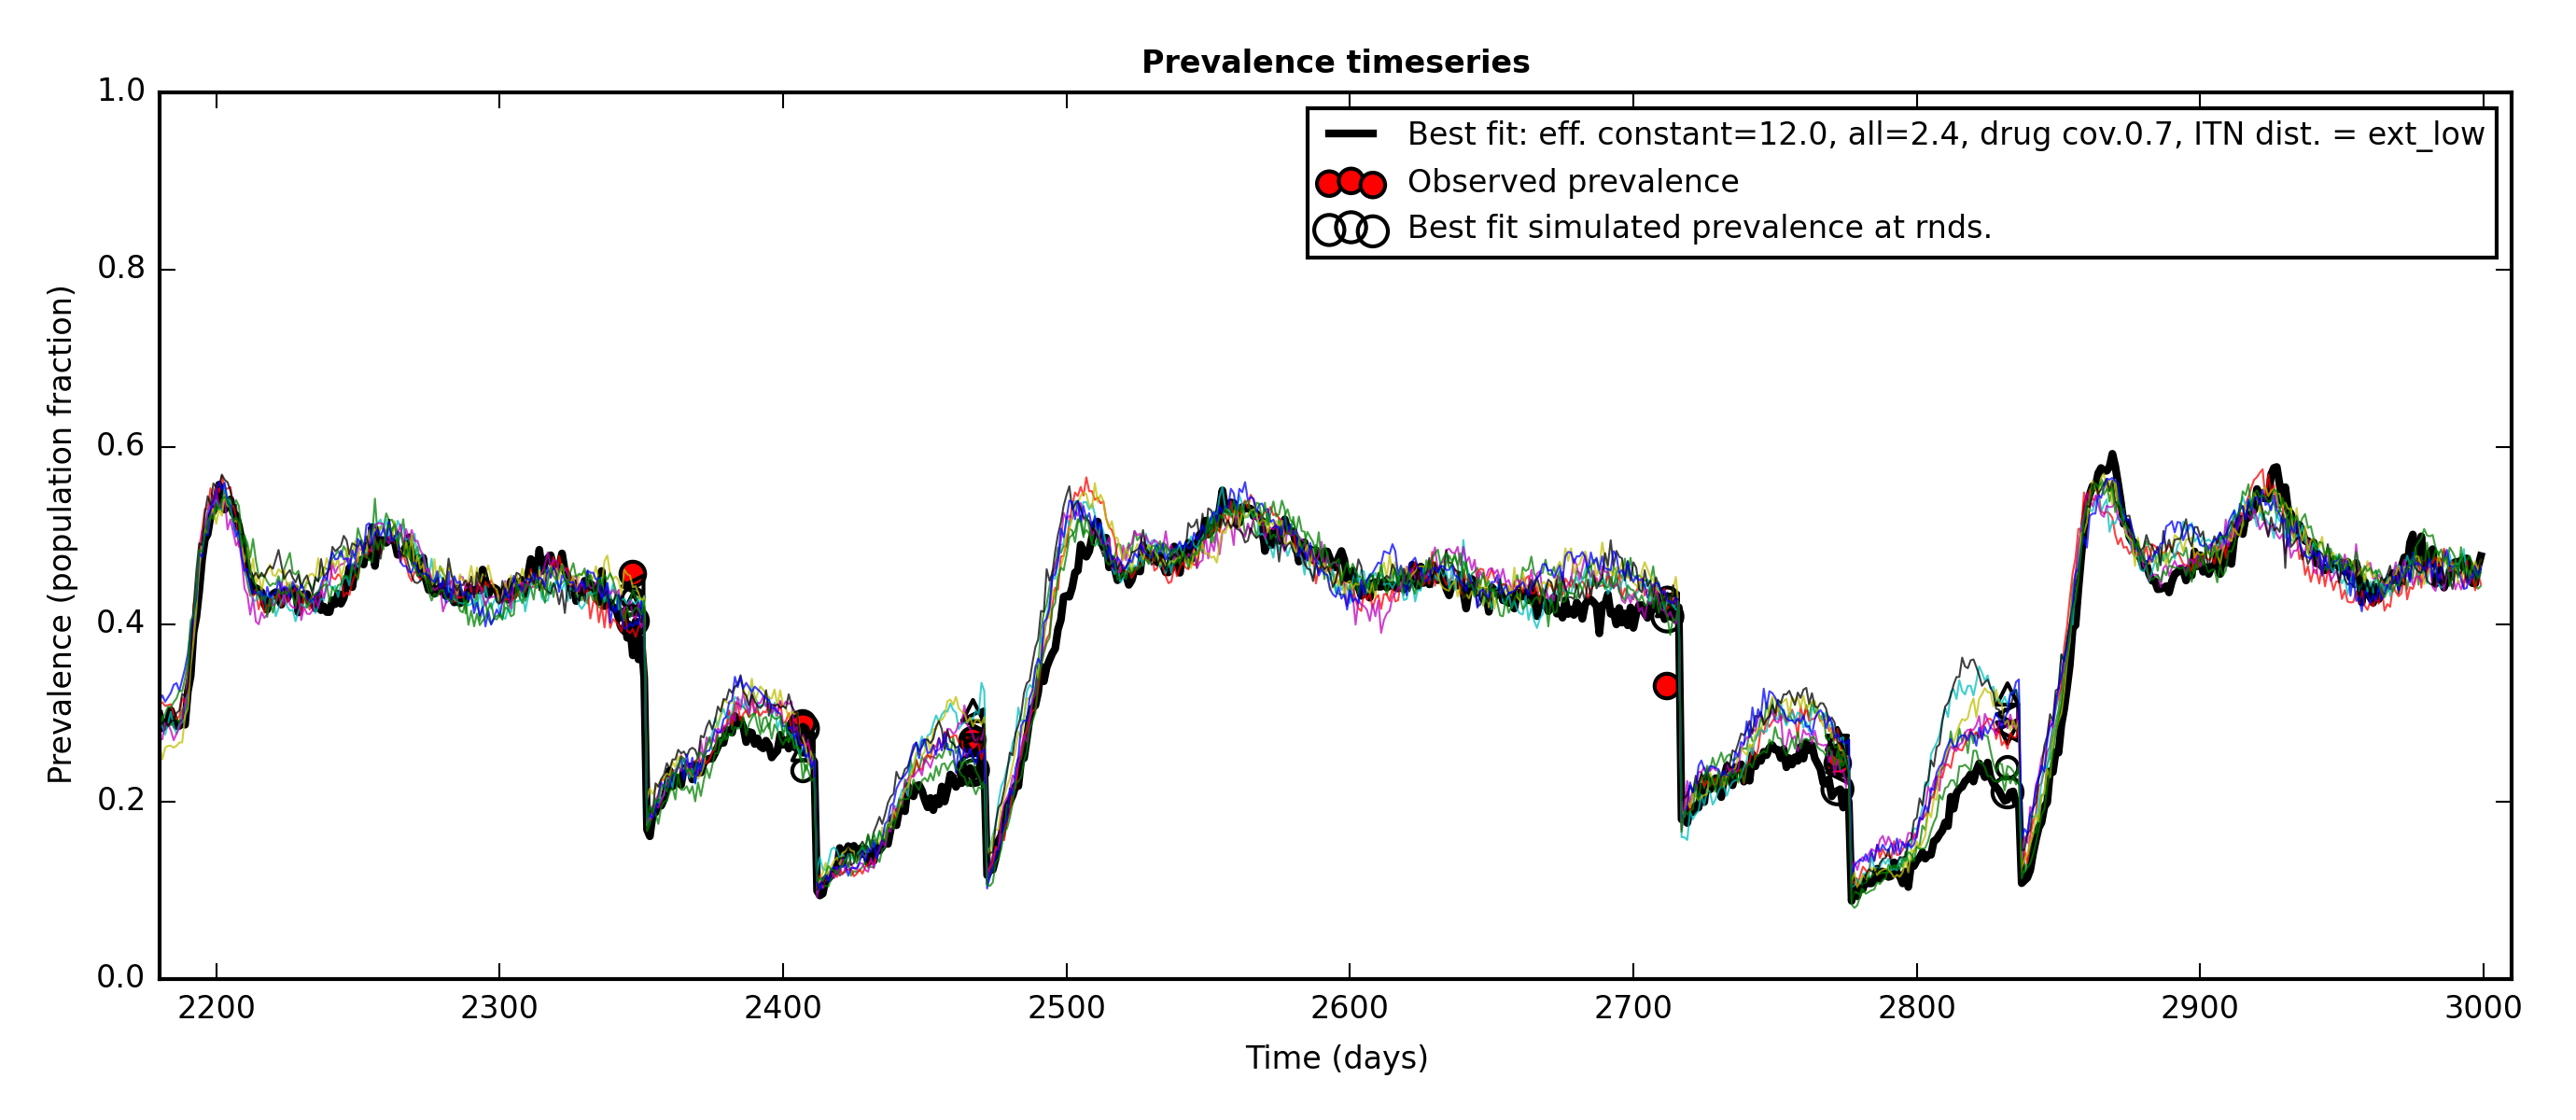 Prevalence timeseries
1.0
0.8
0.6
0.4
0.2
0.0
Prevalence (population fraction)
Best fit: eff. constant=12.0, all=2.4, drug cov.0.7, ITN dist. = ext_low
Observed prevalence
Best fit simulated prevalence at rnds.
2200 2300 2400 2500 2600 2700 2800 2900 3000
Time (days)